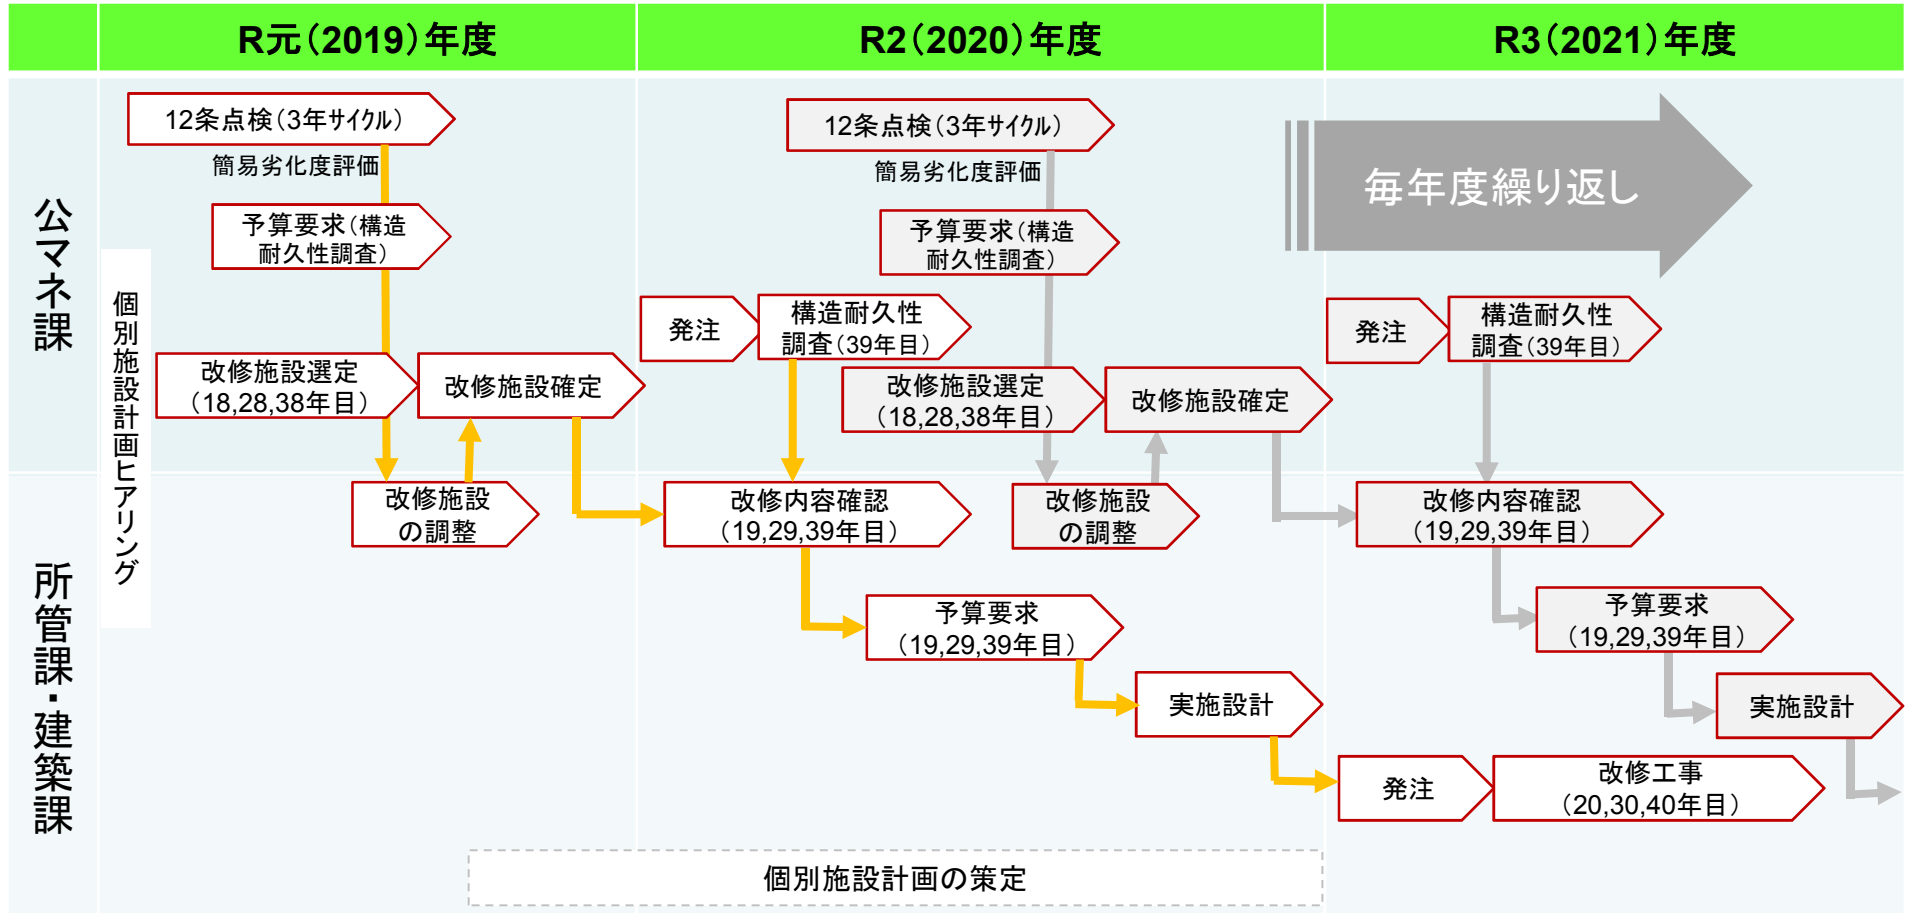 R元（2019）年度
R2（2020）年度
R3（2021）年度
公マネ課
所管課・建築課
個別施設計画ヒアリング
12条点検（3年ｻｲｸﾙ）
簡易劣化度評価
予算要求（構造
耐久性調査）
改修施設選定
（18,28,38年目）
改修施設確定
改修施設
の調整
12条点検（3年ｻｲｸﾙ）
簡易劣化度評価
予算要求（構造
耐久性調査）
発注
構造耐久性
調査（39年目）
改修施設選定
（18,28,38年目）
改修施設確定
改修内容確認
（19,29,39年目）
改修施設
の調整
予算要求
（19,29,39年目）
実施設計
毎年度繰り返し
発注
構造耐久性
調査（39年目）
改修内容確認
（19,29,39年目）
予算要求
（19,29,39年目）
実施設計
発注
改修工事
（20,30,40年目）
個別施設計画の策定